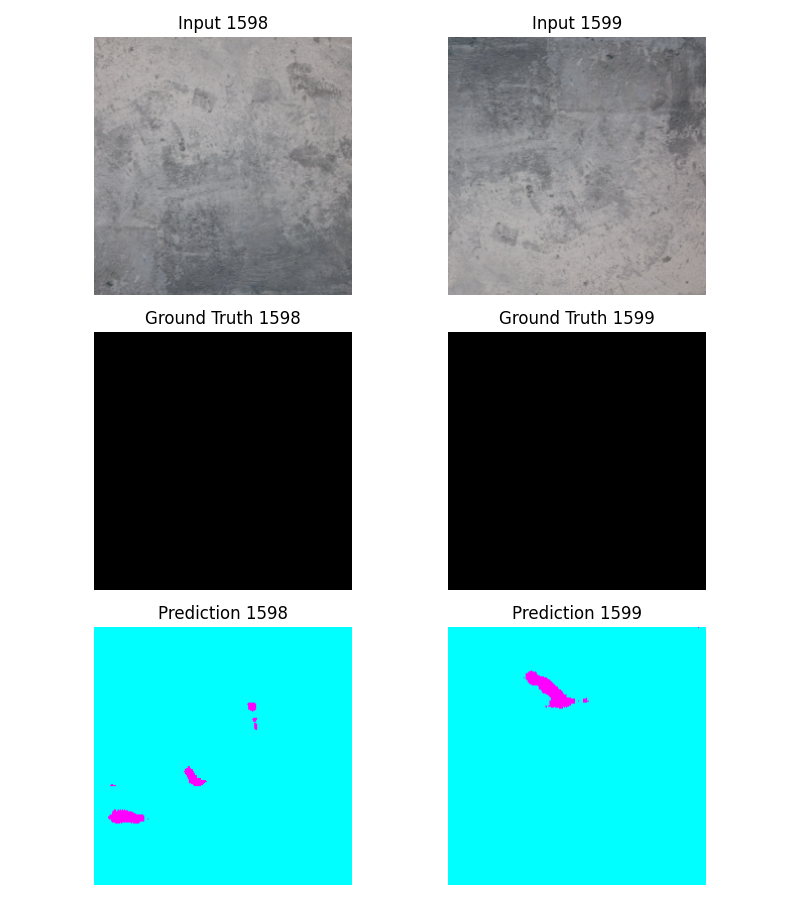 Input 1598
Input 1599
Ground Truth 1598
Ground Truth 1599
Prediction 1598
Prediction 1599